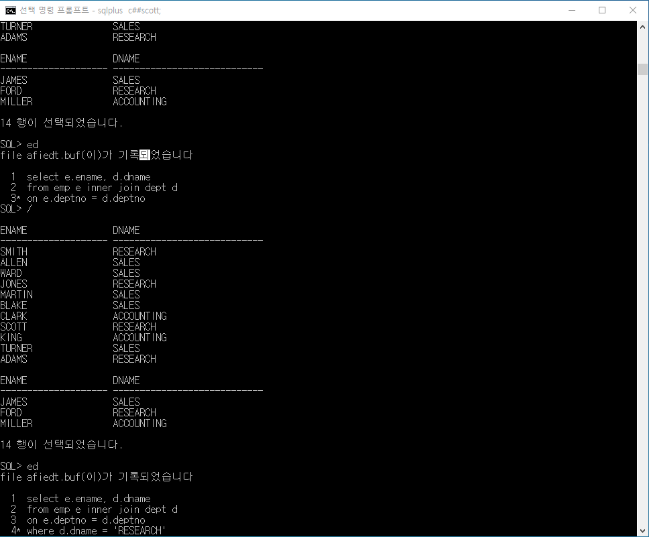 선택 명령 프롬프트 - sqlplus c##scott,
TURNER SALES
ADAMS RESEARCH
ENAME DNAME
-------------------- ----------------------------
JAMES SALES
FORD RESEARCH
MILLER ACCOUNTING
14 행이 선택되었습니다.
SQL> ed
file afiedt.buf(이)가 기록되었습니다
1 select e.ename, d.dname
2 from emp e inner join dept d
3* on e.deptno = d.deptno
SQL> /
ENAME DNAME
-------------------- ----------------------------
SMITH RESEARCH
ALLEN SALES
WARD SALES
JONES RESEARCH
MARTIN SALES
BLAKE SALES
CLARK ACCOUNTING
SCOTT RESEARCH
KING ACCOUNTING
TURNER SALES
ADAMS RESEARCH
ENAME DNAME
-------------------- ----------------------------
JAMES SALES
FORD RESEARCH
MILLER ACCOUNTING
14 행이 선택되었습니다.
SQL> ed
file afiedt.buf(이)가 기록되었습니다
1 select e.ename, d.dname
2 from emp e inner join dept d
3 on e.deptno = d.deptno
4* where d.dname = 'RESEARCH'